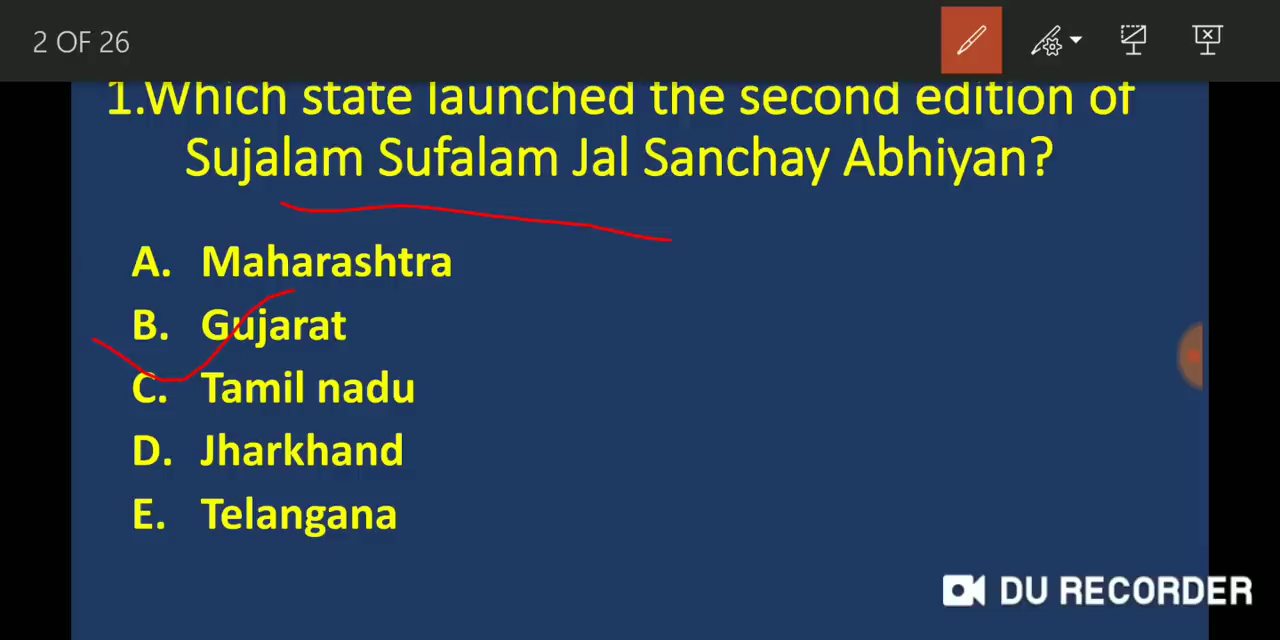 2 OF 26
1.Which state launched the second edition of
Sujalam Sufalam Jal Sanchay Abhiyan?
A. Maharashtra
B. Gujarat
C. Tamil nadu
D. Jharkhand
E. Telangana
DU RECORDER